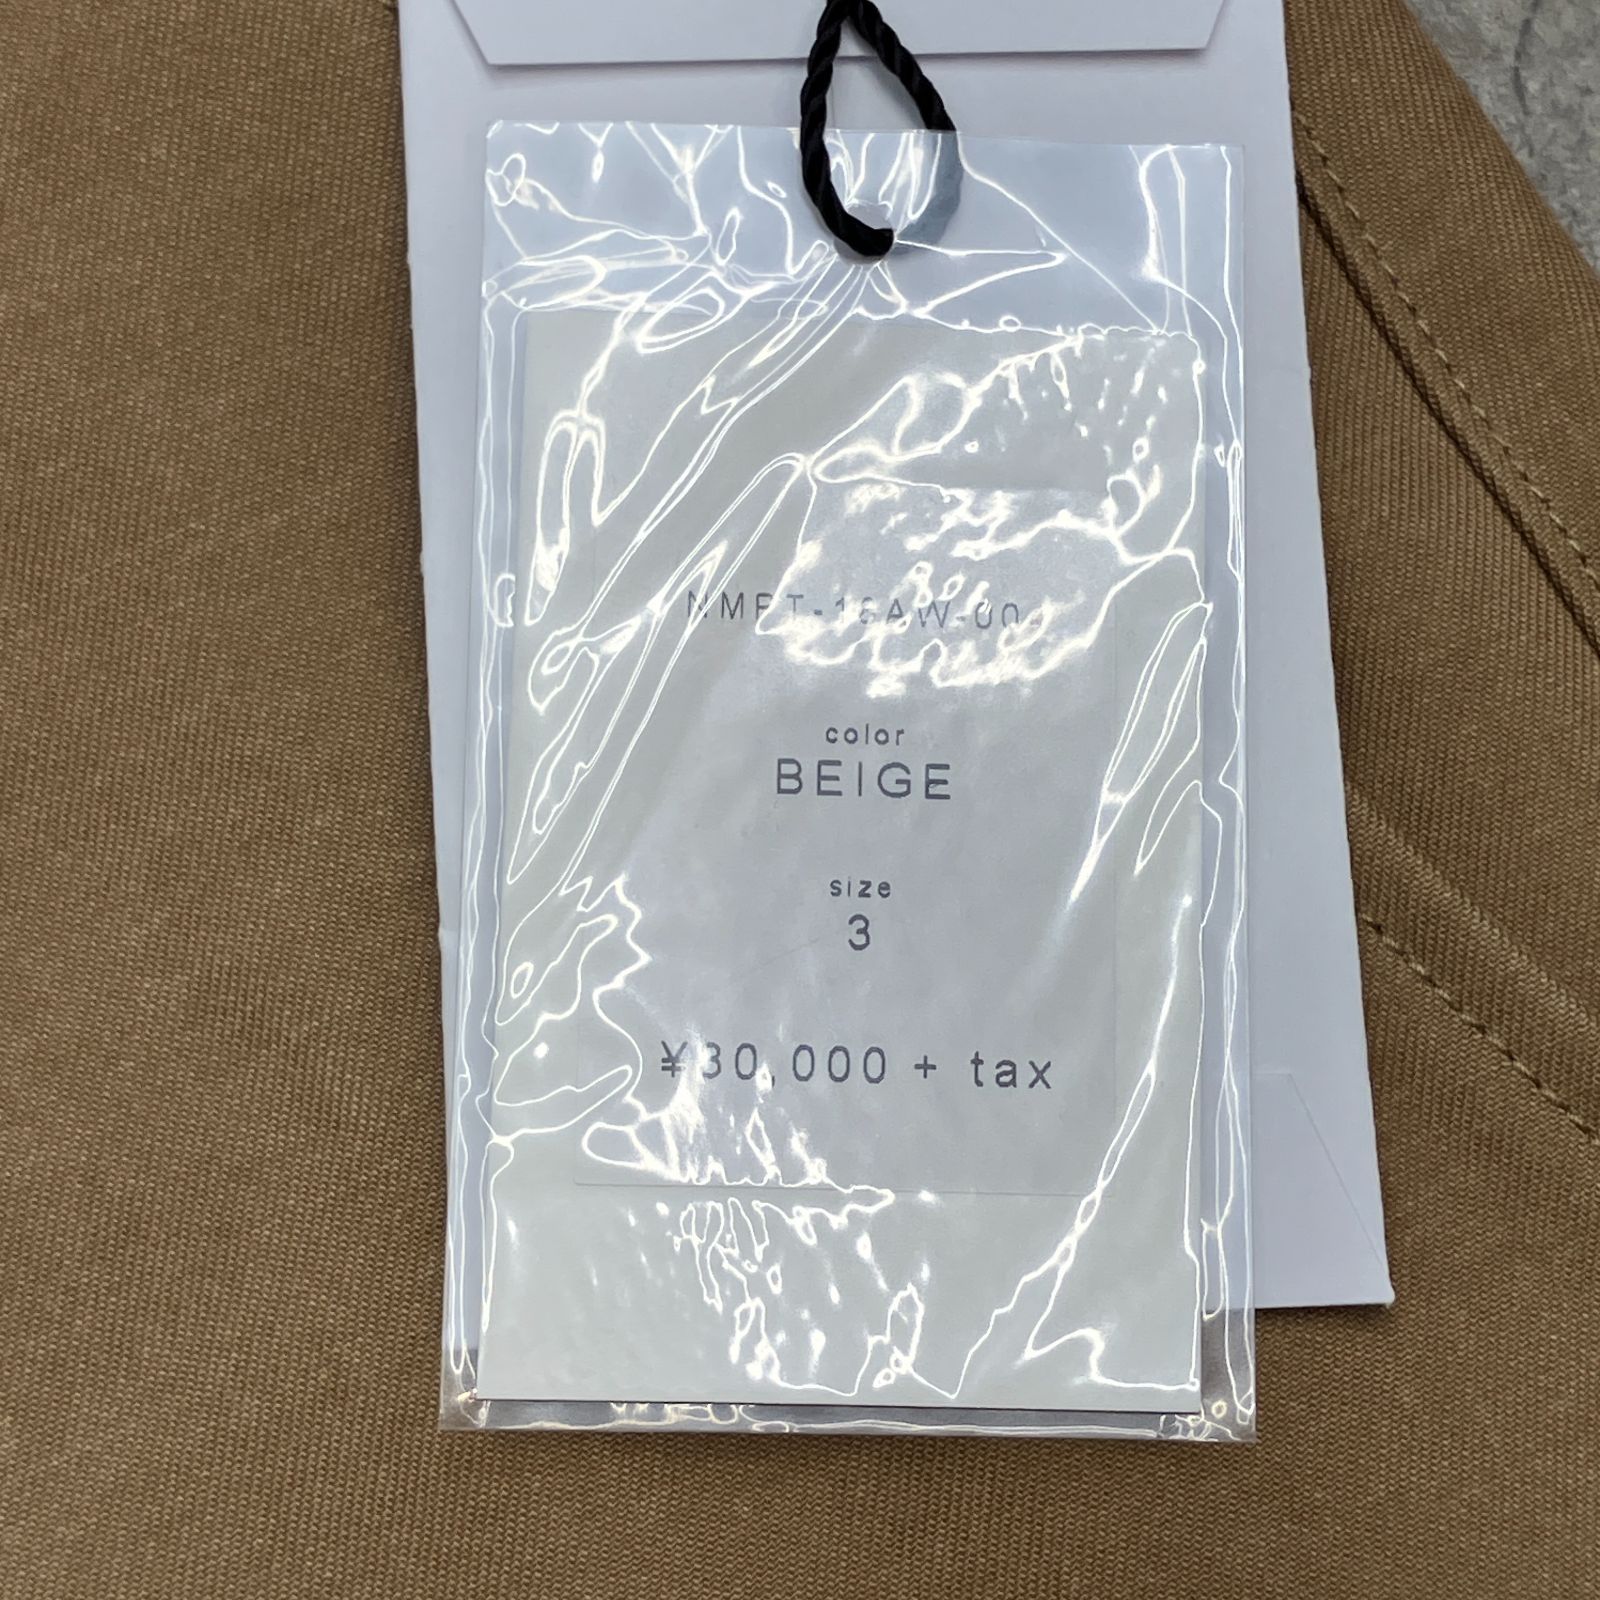 color
BEIGE
size
3
¥30,000 + tax